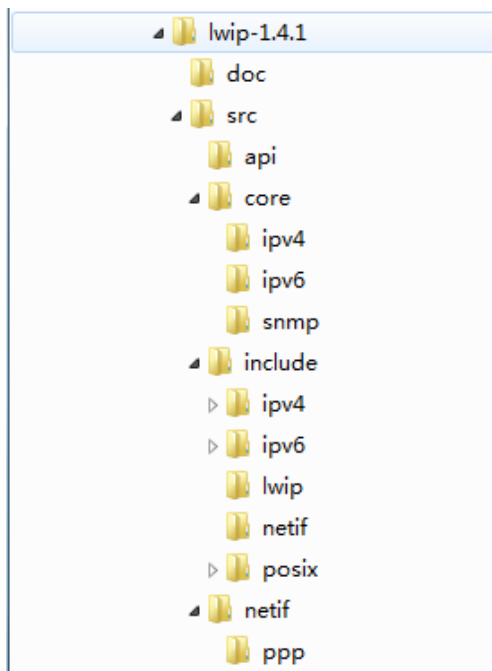 lwip-1.4.1
doc
src
api
core
ipv4
ipv6
snmp
include
ipv4
ipv6
lwip
netif
posix
netif
ppp